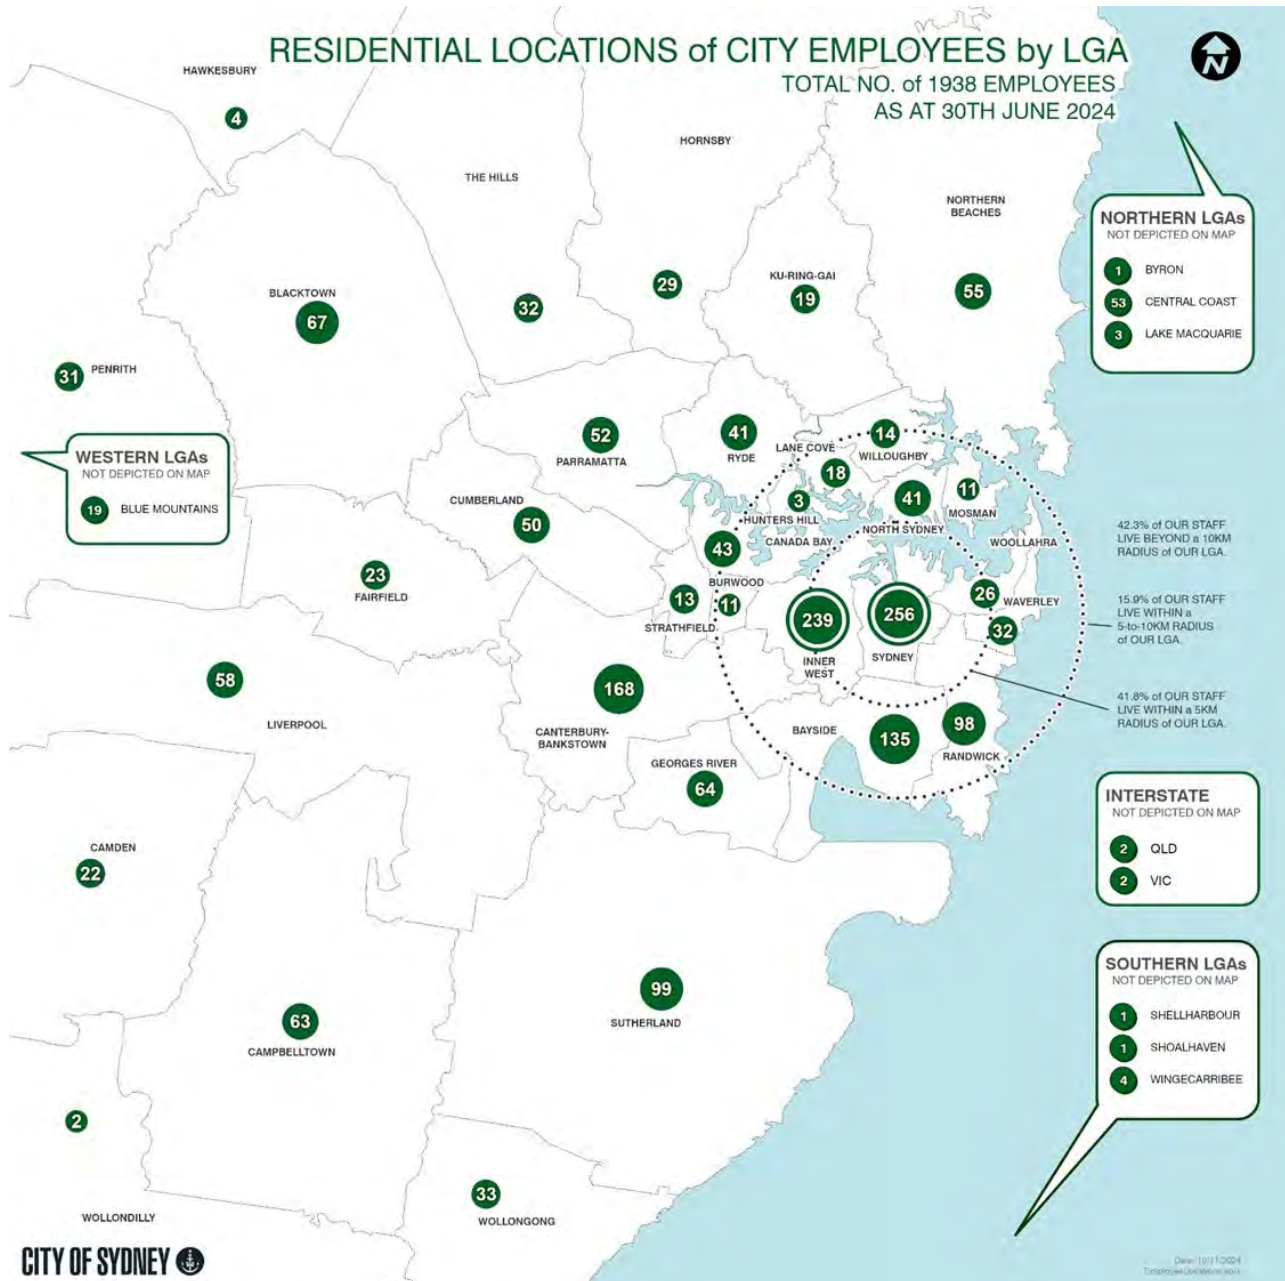 RESIDENTIAL LOCATIONS of CITY EMPLOYEES by LGA
TOTAL NO. of 1938 EMPLOYEES
AS AT 30TH JUNE 2024
N
HAWKESBURY
4
HORNSBY
29
THE HILLS
32
NORTHERN
BEACHES
55
KU-RING-GAI
19
BLACKTOWN
67
PENRITH
31
NORTHERN LGAs
NOT DEPICTED ON MAP
1 BYRON
53 CENTRAL COAST
3 LAKE MACQUARIE
WESTERN LGAs
NOT DEPICTED ON MAP
19 BLUE MOUNTAINS
52
PARRAMATTA
41
RYDE
LANE COVE
18
14
WILLOUGHBY
CUMBERLAND
50
3
HUNTERS HILL
41
NORTH SYDNEY
11
MOSMAN
CANADA BAY
43
WOOLLAHRA
26
WAVERLEY
32
BURWOOD
11
13
STRATHFIELD
23
FAIRFIELD
239
INNER
WEST
256
SYDNEY
42.3% of OUR STAFF
LIVE BEYOND a 10KM
RADIUS of OUR LGA.
15.9% of OUR STAFF
LIVE WITHIN a
5-to-10KM RADIUS
of OUR LGA.
41.8% of OUR STAFF
LIVE WITHIN a 5KM
RADIUS of OUR LGA.
58
LIVERPOOL
168
CANTERBURY-
BANKSTOWN
BAYSIDE
135
98
RANDWICK
GEORGES RIVER
64
INTERSTATE
NOT DEPICTED ON MAP
2 QLD
2 VIC
CAMDEN
22
63
CAMPBELLTOWN
99
SUTHERLAND
SOUTHERN LGAs
NOT DEPICTED ON MAP
1 SHELLHARBOUR
1 SHOALHAVEN
4 WINGECARRIBEE
2
WOLLONDILLY
33
WOLLONGONG
CITY OF SYDNEY